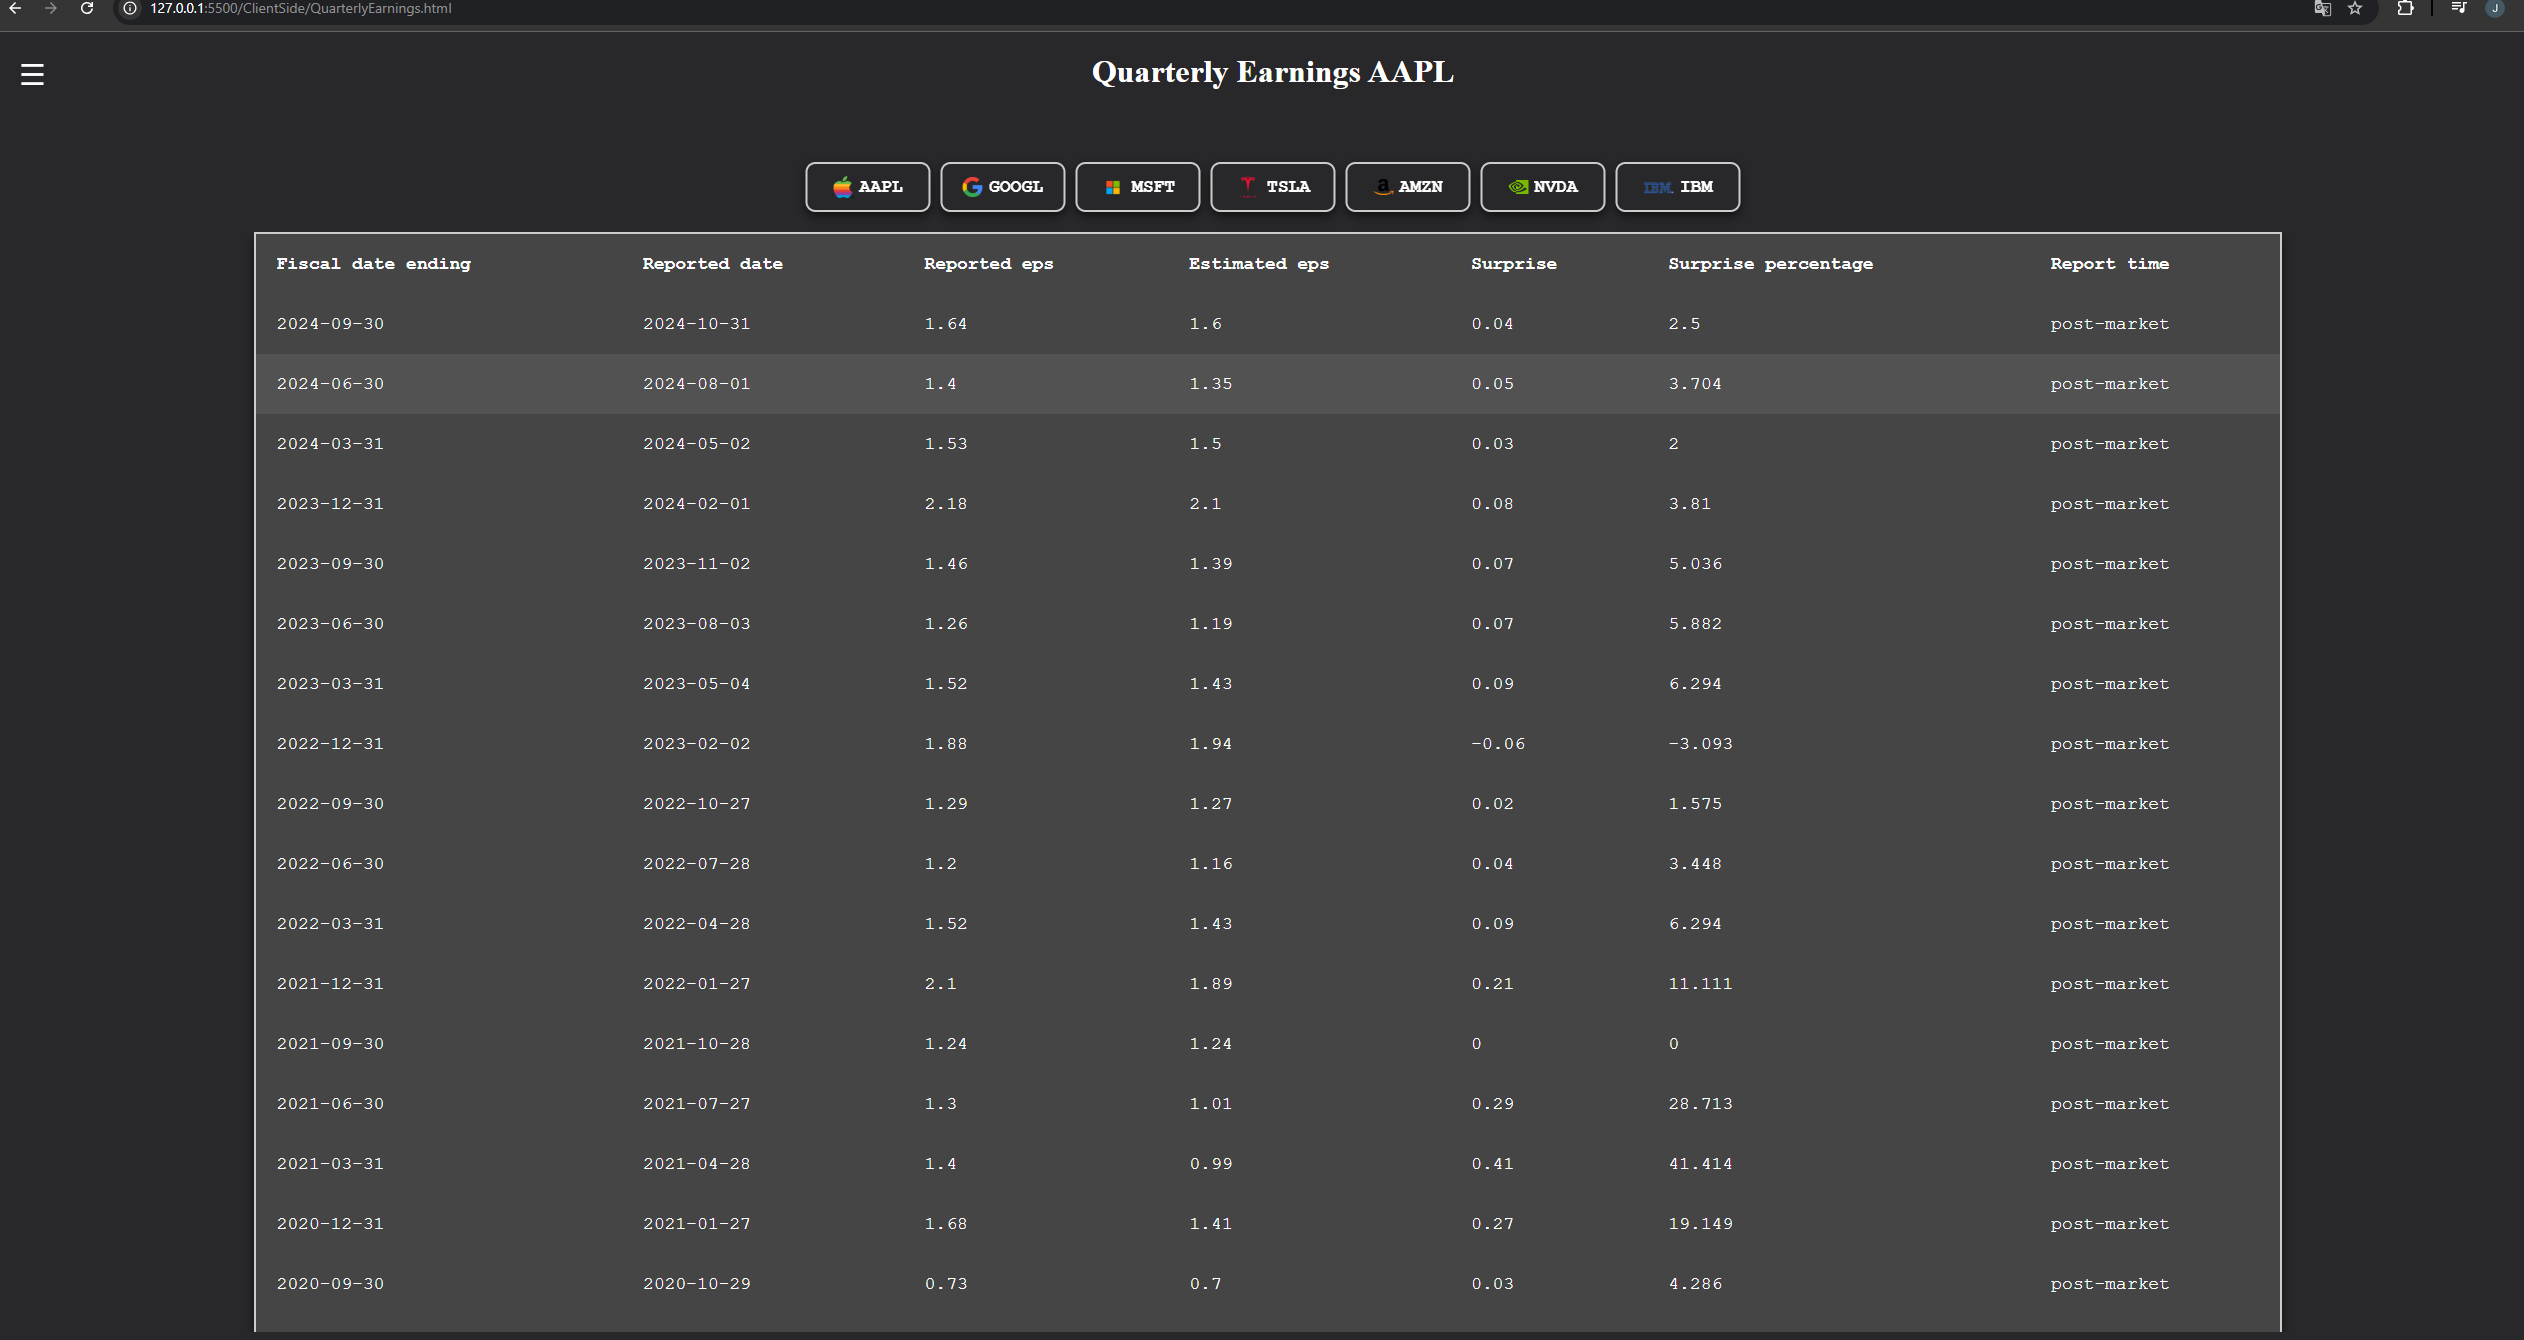 127.0.0.1:5500/ClientSide/QuarterlyEarnings.html
J
Quarterly Earnings AAPL
AAPL GOOGL MSFT TSLA AMZN NVDA IBM IBM
Fiscal date ending Reported date Reported eps Estimated eps Surprise Surprise percentage Report time
2024-09-30 2024-10-31 1.64 1.6 0.04 2.5 post-market
2024-06-30 2024-08-01 1.4 1.35 0.05 3.704 post-market
2024-03-31 2024-05-02 1.53 1.5 0.03 2 post-market
2023-12-31 2024-02-01 2.18 2.1 0.08 3.81 post-market
2023-09-30 2023-11-02 1.46 1.39 0.07 5.036 post-market
2023-06-30 2023-08-03 1.26 1.19 0.07 5.882 post-market
2023-03-31 2023-05-04 1.52 1.43 0.09 6.294 post-market
2022-12-31 2023-02-02 1.88 1.94 -0.06 -3.093 post-market
2022-09-30 2022-10-27 1.29 1.27 0.02 1.575 post-market
2022-06-30 2022-07-28 1.2 1.16 0.04 3.448 post-market
2022-03-31 2022-04-28 1.52 1.43 0.09 6.294 post-market
2021-12-31 2022-01-27 2.1 1.89 0.21 11.111 post-market
2021-09-30 2021-10-28 1.24 1.24 0 0 post-market
2021-06-30 2021-07-27 1.3 1.01 0.29 28.713 post-market
2021-03-31 2021-04-28 1.4 0.99 0.41 41.414 post-market
2020-12-31 2021-01-27 1.68 1.41 0.27 19.149 post-market
2020-09-30 2020-10-29 0.73 0.7 0.03 4.286 post-market